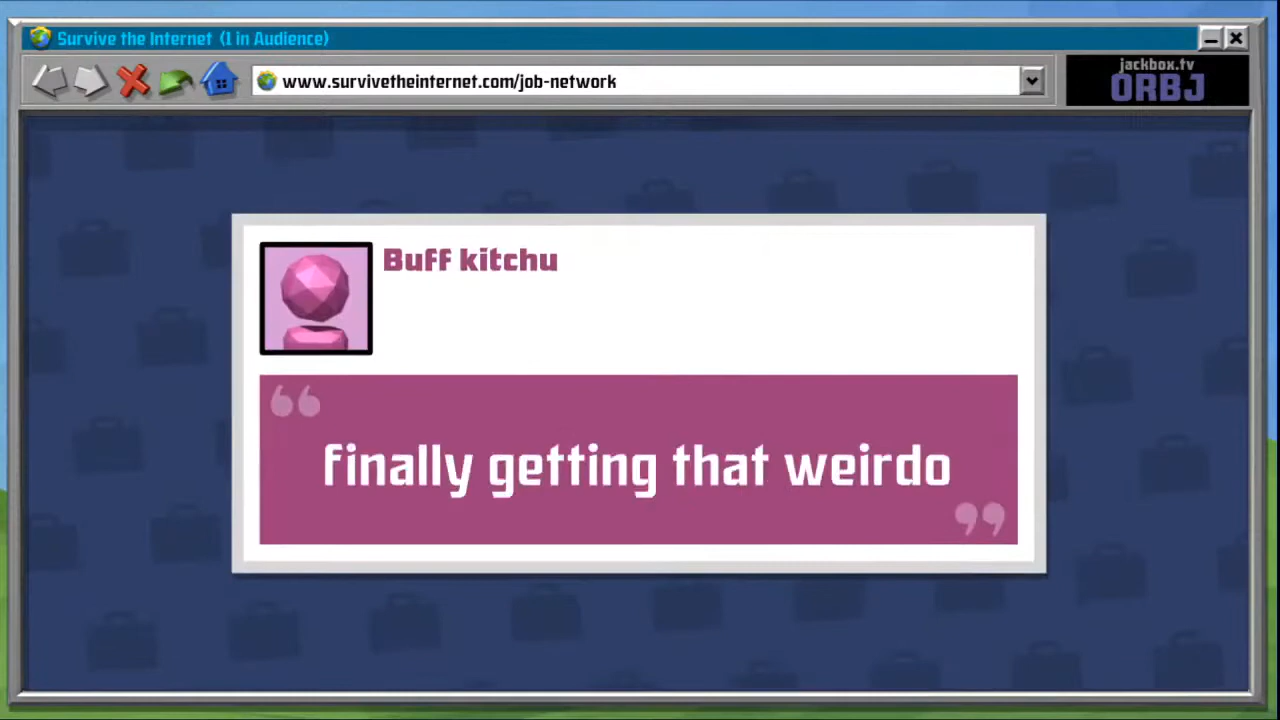 Survive the Internet (1 in Audience)
www.survivetheinternet.com/job-network
jackbox.tv
ORBJ
Buff kitchu
“
finally getting that weirdo
”